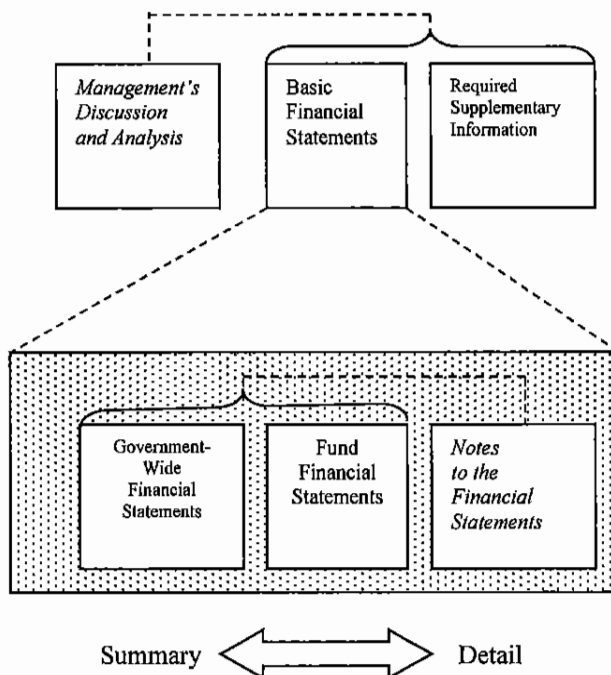 Management's
Discussion
and Analysis
Basic
Financial
Statements
Required
Supplementary
Information
Government-
Wide
Financial
Statements
Fund
Financial
Statements
Notes
to the
Financial
Statements
Summary
Detail